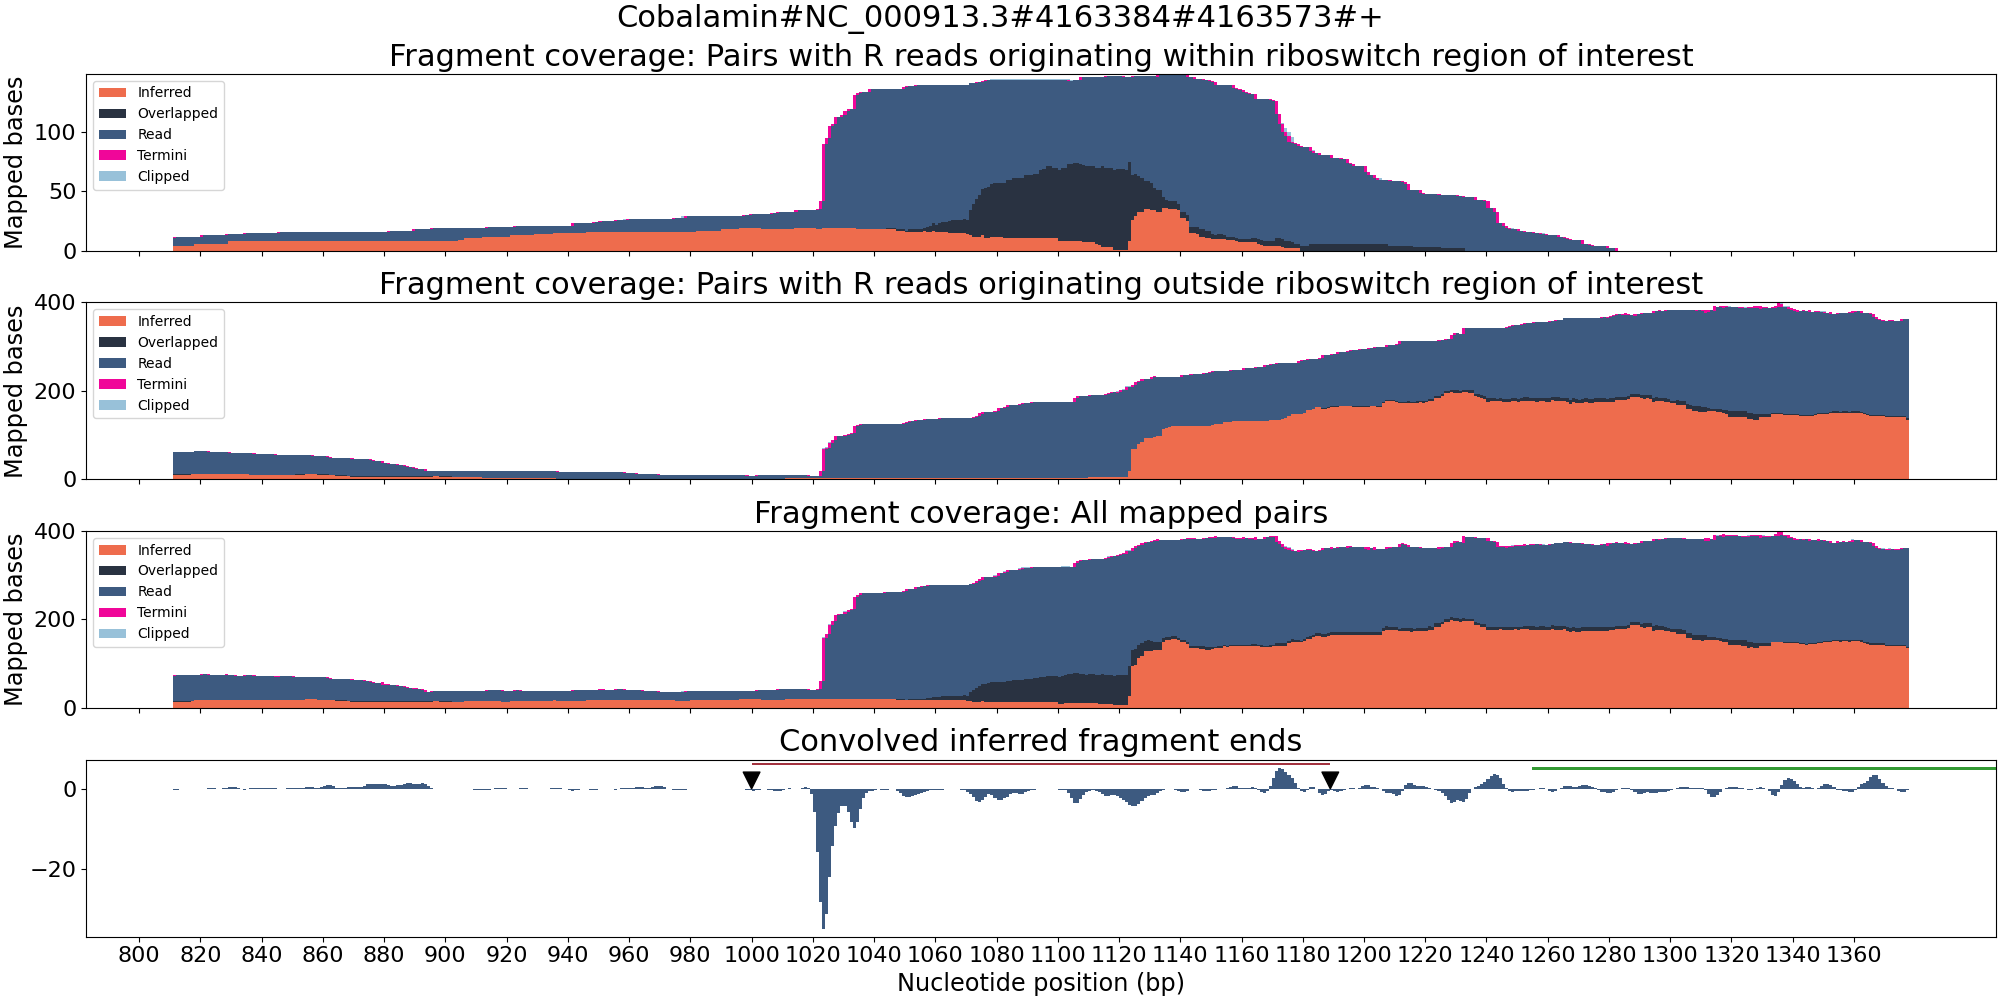 Cobalamin#NC_000913.3#4163384#4163573#+
Fragment coverage: Pairs with R reads originating within riboswitch region of interest
Mapped bases
100
50
0
Inferred
Overlapped
Read
Termini
Clipped
Fragment coverage: Pairs with R reads originating outside riboswitch region of interest
Mapped bases
400
200
0
Inferred
Overlapped
Read
Termini
Clipped
Fragment coverage: All mapped pairs
Mapped bases
400
200
0
Inferred
Overlapped
Read
Termini
Clipped
Convolved inferred fragment ends
0
−20
800 820 840 860 880 900 920 940 960 980 1000 1020 1040 1060 1080 1100 1120 1140 1160 1180 1200 1220 1240 1260 1280 1300 1320 1340 1360
Nucleotide position (bp)